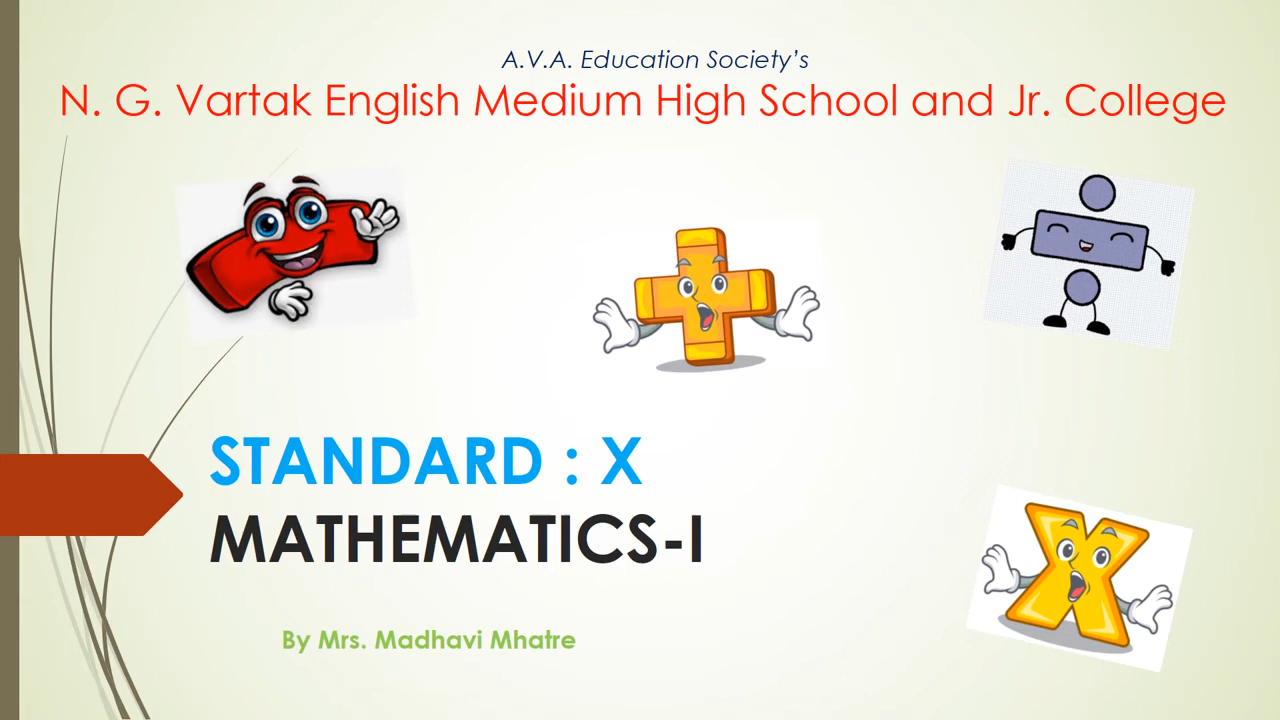 A.V.A. Education Society’s
N. G. Vartak English Medium High School and Jr. College
STANDARD : X
MATHEMATICS-I
By Mrs. Madhavi Mhatre